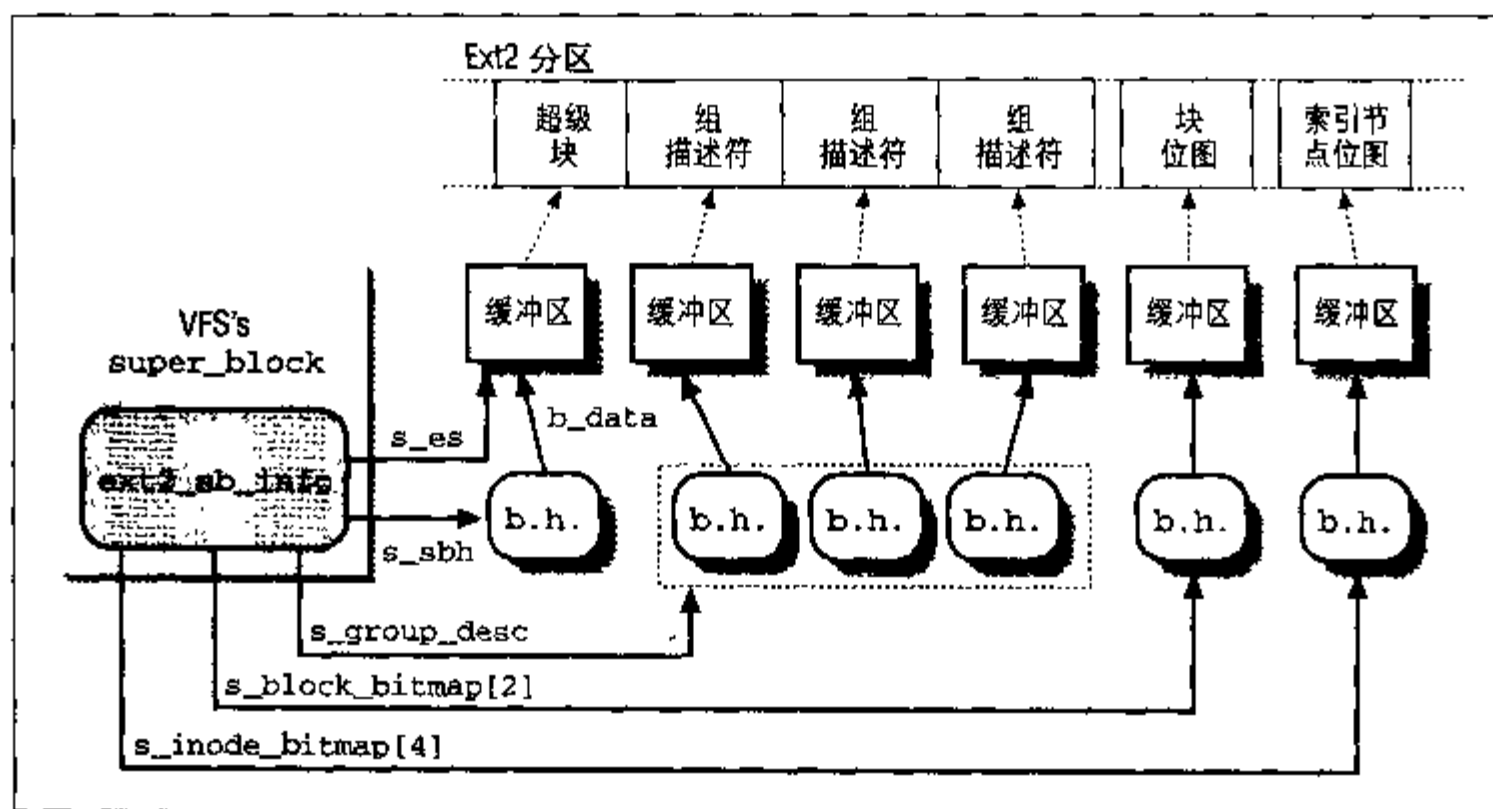 Ext2 分区
超级
块
组
描述符
组
描述符
组
描述符
块
位图
索引节
点位图
缓冲区
缓冲区
缓冲区
缓冲区
缓冲区
缓冲区
VFS's
super_block
ext2_sb_info
s_es
b_data
s_sbh
b.h.
b.h.
b.h.
b.h.
b.h.
b.h.
s_group_desc
s_block_bitmap[2]
s_inode_bitmap[4]